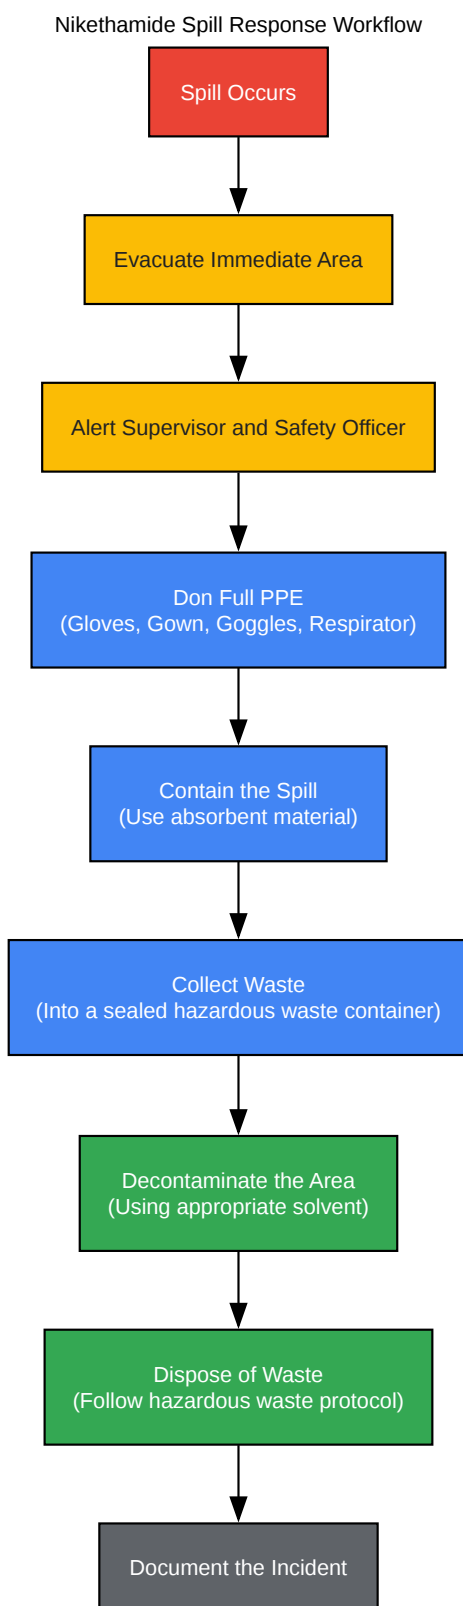 Nikethamide Spill Response Workflow
Spill Occurs
Evacuate Immediate Area
Alert Supervisor and Safety Officer
Don Full PPE
(Gloves, Gown, Goggles, Respirator)
Contain the Spill
(Use absorbent material)
Collect Waste
(Into a sealed hazardous waste container)
Decontaminate the Area
(Using appropriate solvent)
Dispose of Waste
(Follow hazardous waste protocol)
Document the Incident